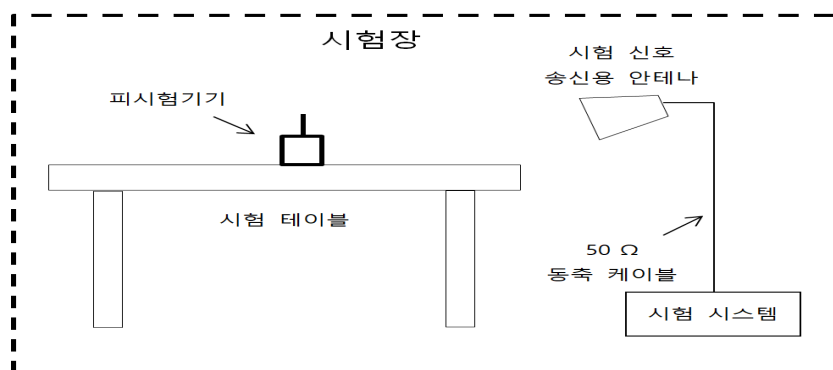 시험장
시험 신호
송신용 안테나
피시험기기
시험 테이블
50 Ω
동축 케이블
시험 시스템